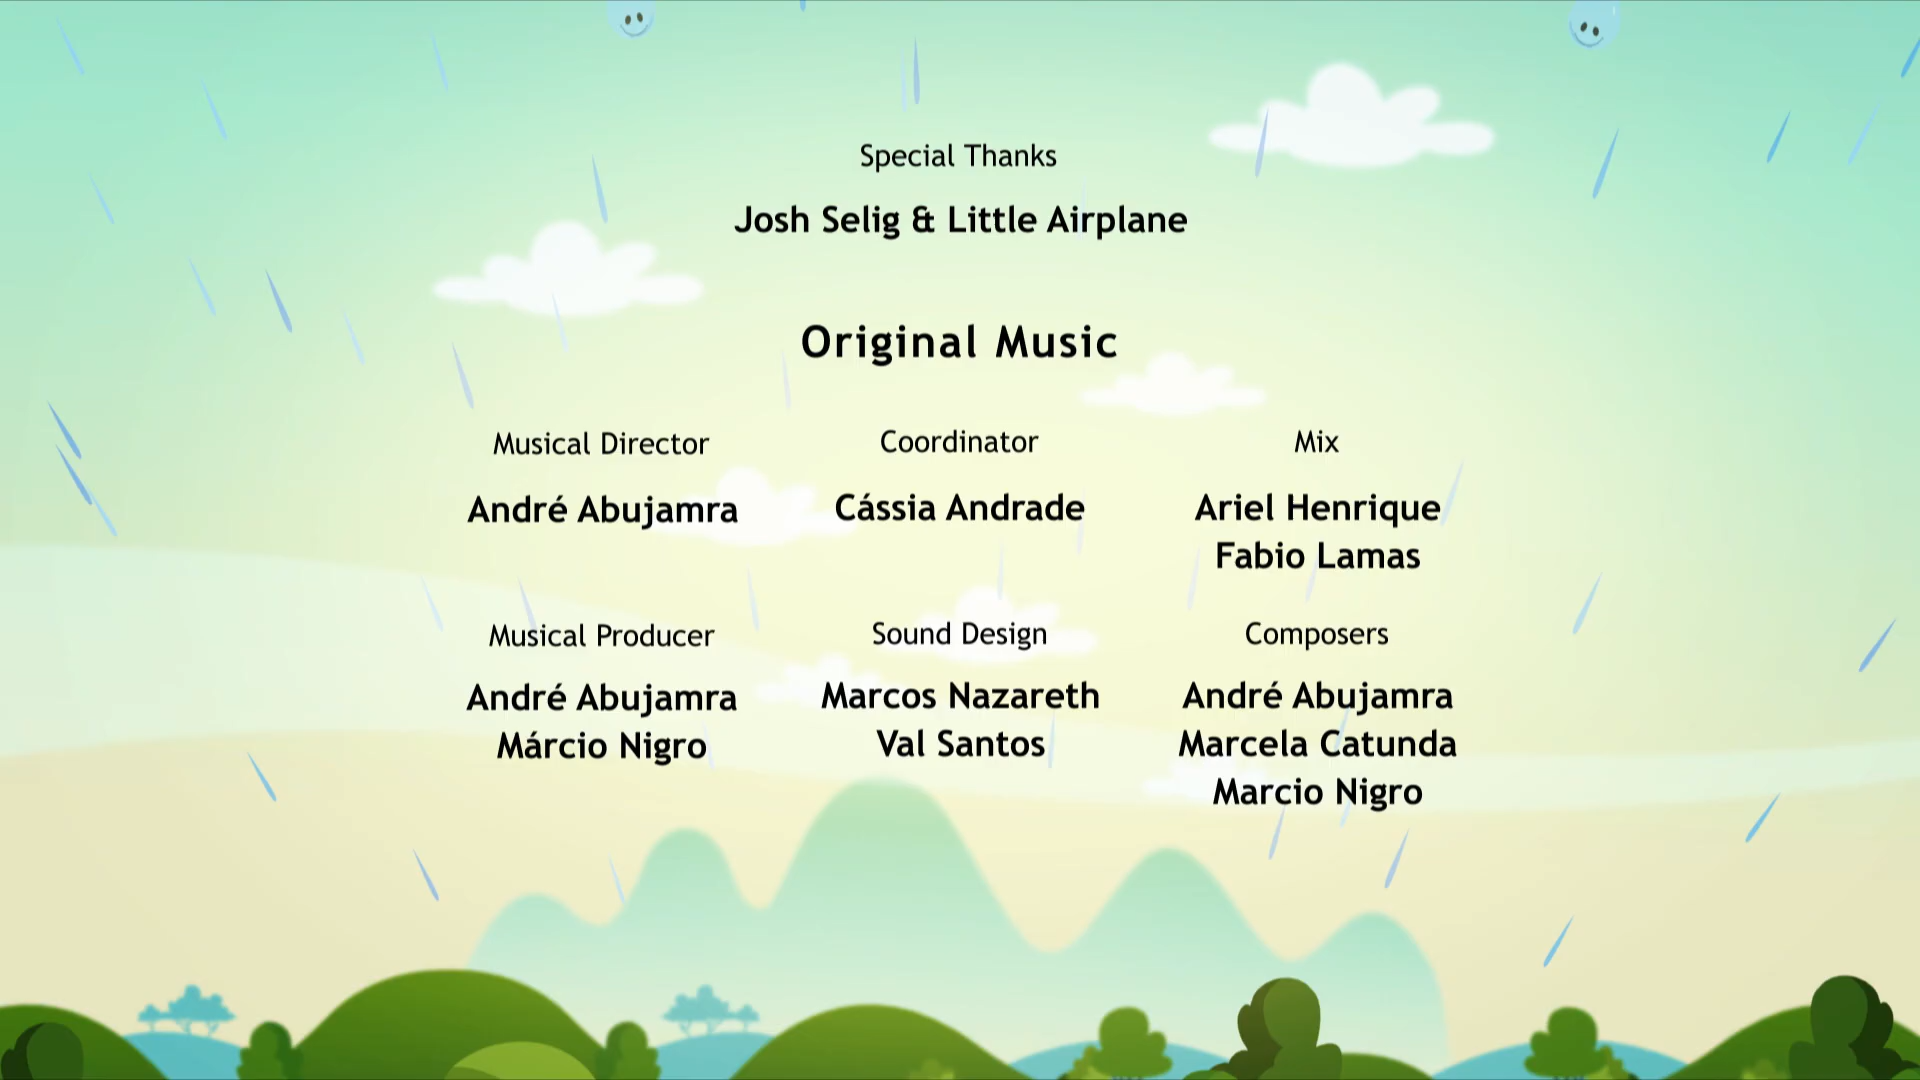 Special Thanks
Josh Selig & Little Airplane
Original Music
Musical Director
André Abujamra
Coordinator
Cássia Andrade
Mix
Ariel Henrique
Fabio Lamas
Musical Producer
André Abujamra
Márcio Nigro
Sound Design
Marcos Nazareth
Val Santos
Composers
André Abujamra
Marcela Catunda
Marcio Nigro